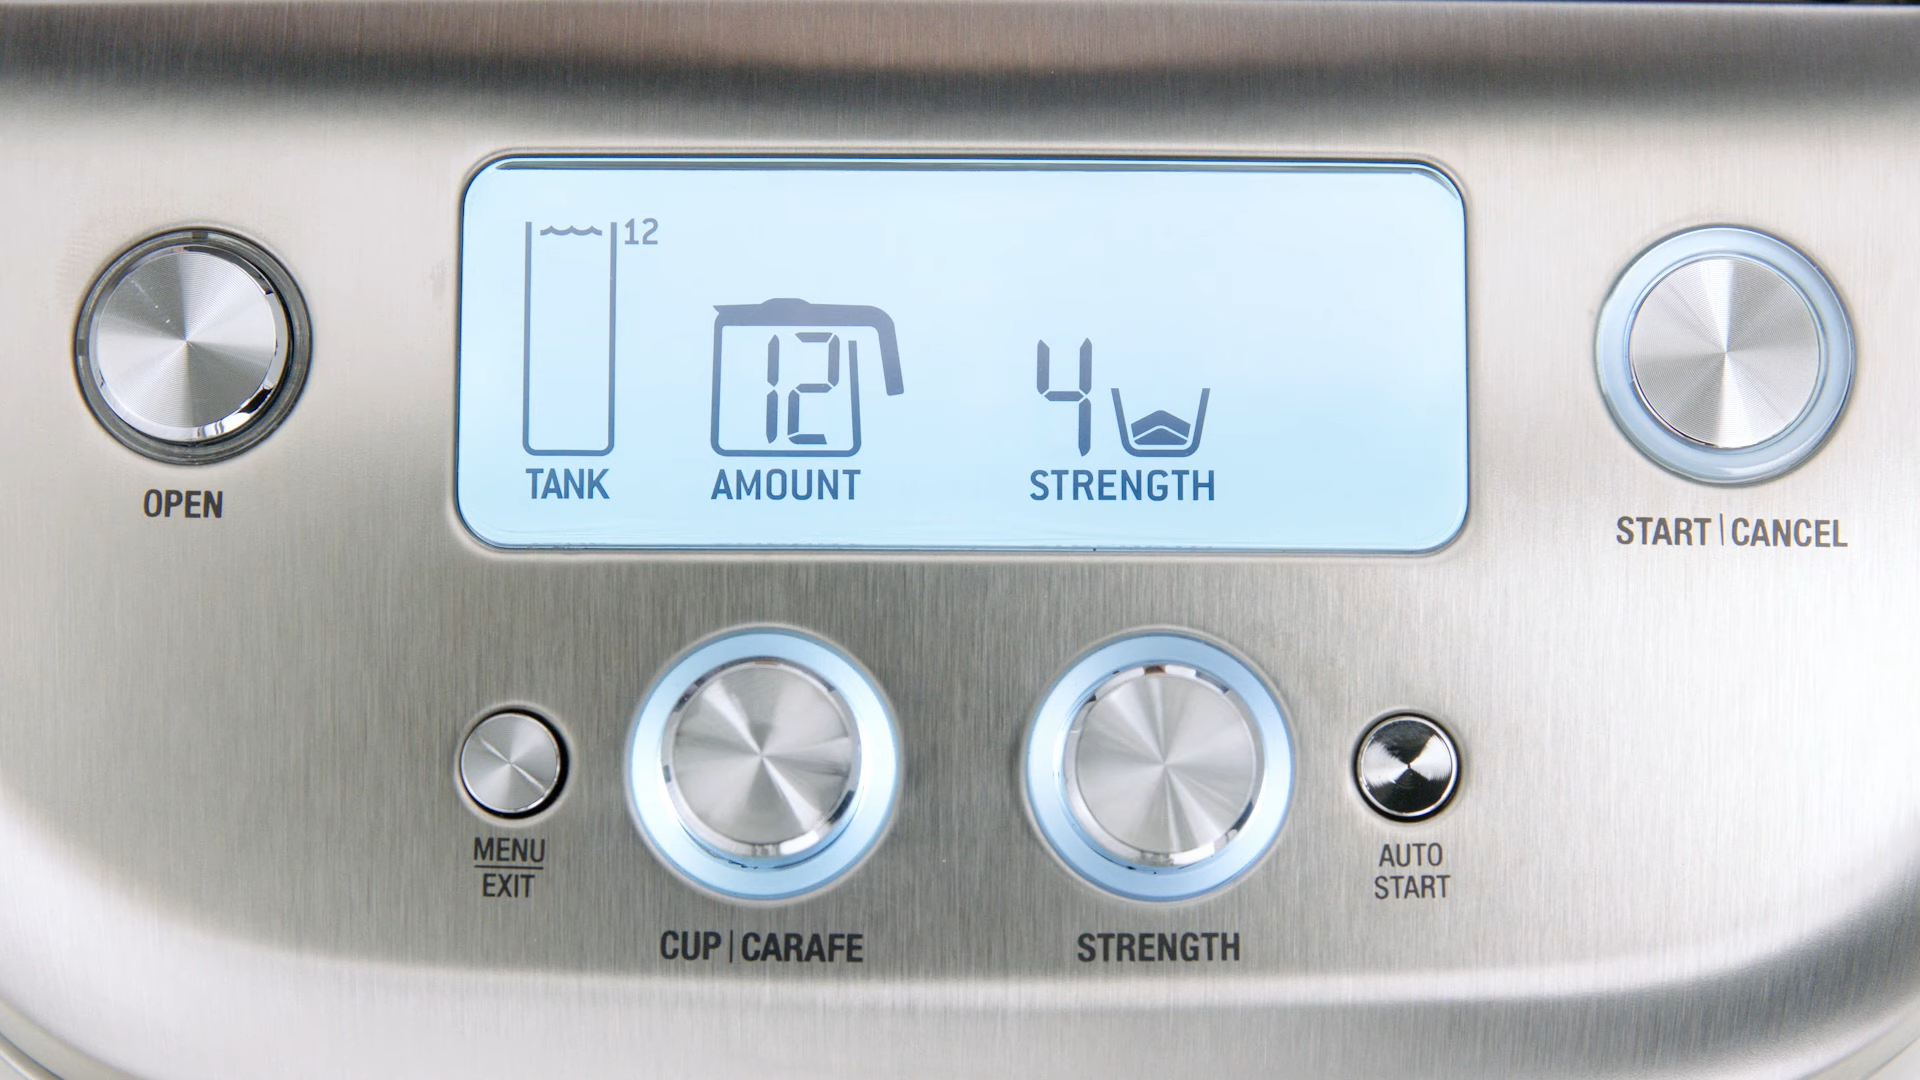 12
12
4
TANK
AMOUNT
STRENGTH
OPEN
START|CANCEL
MENU
EXIT
AUTO
START
CUP|CARAFE
STRENGTH